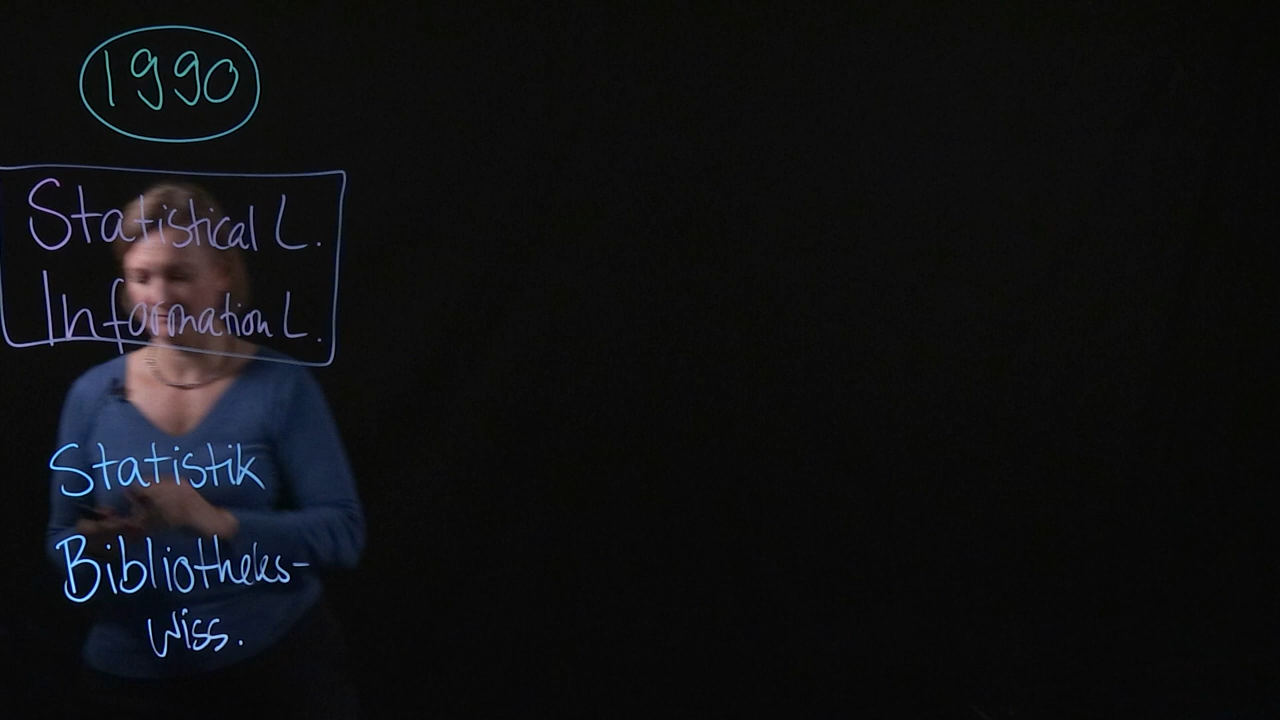 1990
Statistical L.
Information L.
Statistik
Bibliotheks-
wiss.